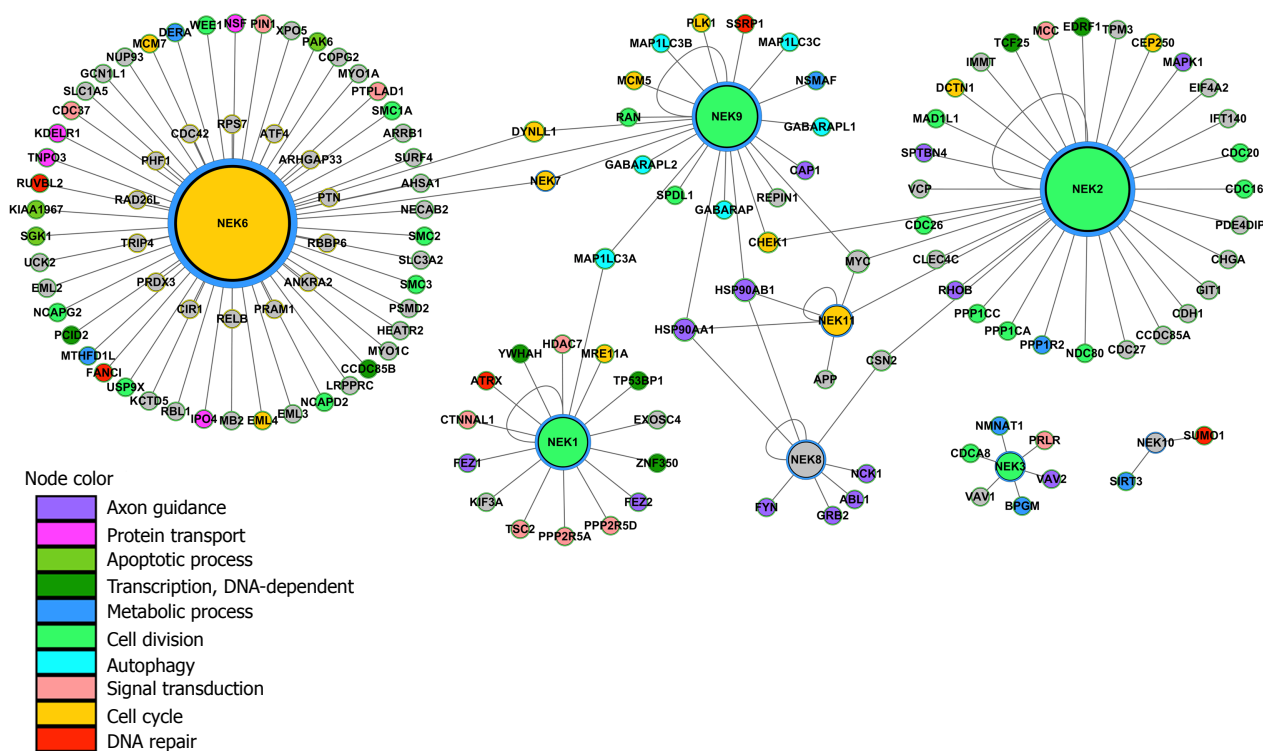 WEE1
NSF
PIN1
XPO5
DERA
MCM7
PAK6
NUP93
COPG2
GCN1L1
MYO1A
SLC1A5
PTPLAD1
CDC37
SMC1A
KDELR1
ARRB1
TNPO3
SURF4
RUVBL2
AHSA1
KIAA1967
NECAB2
SGK1
SMC2
UCK2
SLC3A2
EML2
SMC3
NCAPG2
PSMD2
PCID2
HEATR2
MTHFD1L
MYO1C
FANCI
CCDC85B
USP9X
LRPPRC
KCTD5
NCAPD2
RBL1
EML3
IPO4
MB2
EML4
CDC42
RPS7
ATF4
PHF1
ARHGAP33
RAD26L
PTN
NEK6
TRIP4
RBBP6
PRDX3
ANKRA2
CIR1
RELB
PRAM1
PLK1
SSRP1
MAP1LC3B
MAP1LC3C
MCM5
NSMAF
NEK9
RAN
DYNLL1
GABARAPL1
GABARAPL2
CAP1
NEK7
SPDL1
GABARAP
REPIN1
CHEK1
MAP1LC3A
MYC
HSP90AB1
HSP90AA1
NEK11
APP
CSN2
EDRF1
MCC
TPM3
TCF25
CEP250
IMMT
MAPK1
DCTN1
EIF4A2
MAD1L1
IFT140
SPTBN4
CDC20
VCP
NEK2
CDC16
CDC26
PDE4DIP
CLEC4C
CHGA
RHOB
GIT1
PPP1CC
CDH1
PPP1CA
CCDC85A
PPP1R2
CDC27
NDC80
HDAC7
YWHAH
MRE11A
ATRX
TP53BP1
CTNNAL1
EXOSC4
NEK1
FEZ1
ZNF350
KIF3A
FEZ2
TSC2
PPP2R5D
PPP2R5A
NEK8
NCK1
FYN
ABL1
GRB2
NMNAT1
PRLR
CDCA8
NEK3
VAV2
VAV1
BPGM
NEK10
SUMO1
SIRT3
Node color
Axon guidance
Protein transport
Apoptotic process
Transcription, DNA-dependent
Metabolic process
Cell division
Autophagy
Signal transduction
Cell cycle
DNA repair